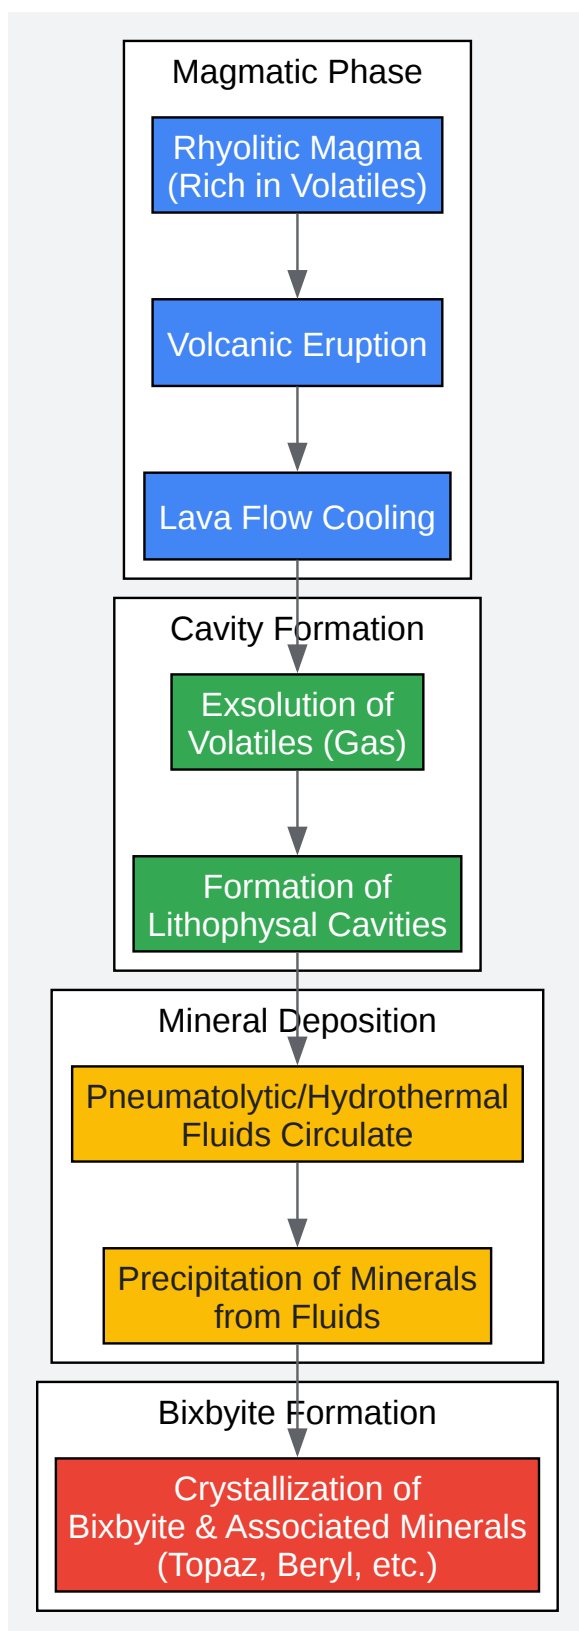 Magmatic Phase
Rhyolitic Magma
(Rich in Volatiles)
Volcanic Eruption
Lava Flow Cooling
Cavity Formation
Exsolution of
Volatiles (Gas)
Formation of
Lithophysal Cavities
Mineral Deposition
Pneumatolytic/Hydrothermal
Fluids Circulate
Precipitation of Minerals
from Fluids
Bixbyite Formation
Crystallization of
Bixbyite & Associated Minerals
(Topaz, Beryl, etc.)